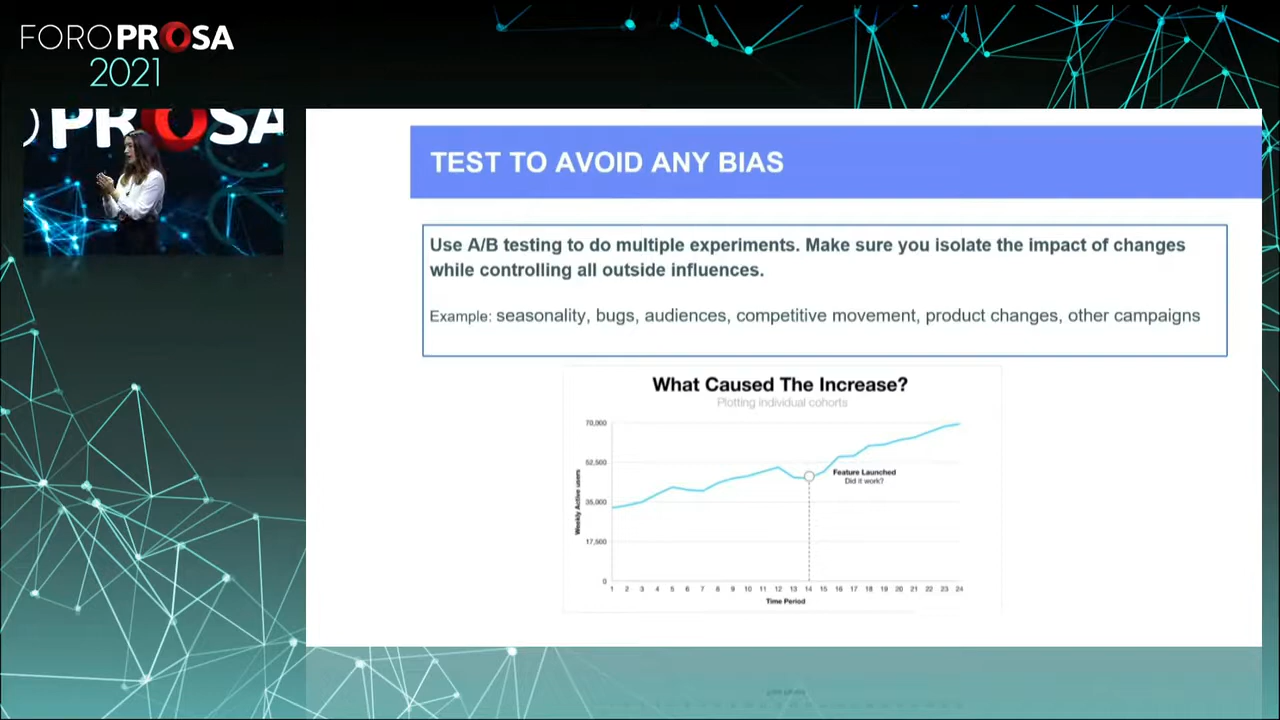 FORO PROSA
2021
) PROSA
TEST TO AVOID ANY BIAS
Use A/B testing to do multiple experiments. Make sure you isolate the impact of changes
while controlling all outside influences.
Example: seasonality, bugs, audiences, competitive movement, product changes, other campaigns
What Caused The Increase?
Plotting individual cohorts
70,000
52,500
35,000
17,500
0
Weekly Active users
Feature Launched
Did it work?
1 2 3 4 5 6 7 8 9 10 11 12 13 14 15 16 17 18 19 20 21 22 23 24
Time Period